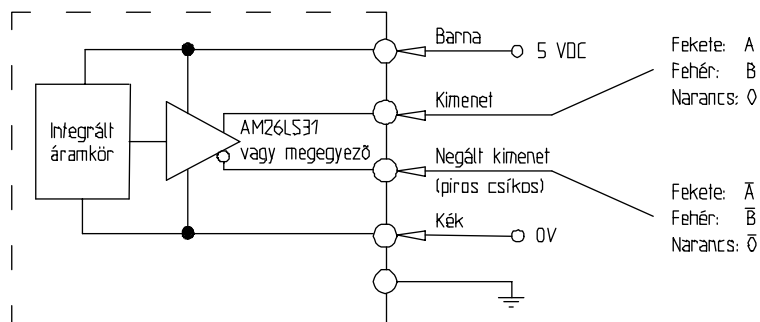 Barna
5 VDC
Fekete: A
Fehér: B
Narancs: 0
Kimenet
Integrált
áramkör
AM26LS31
vagy megegyező
Negált kimenet
(piros csíkos)
Fekete: A̅
Fehér: B̅
Narancs: 0̅
Kék
0V